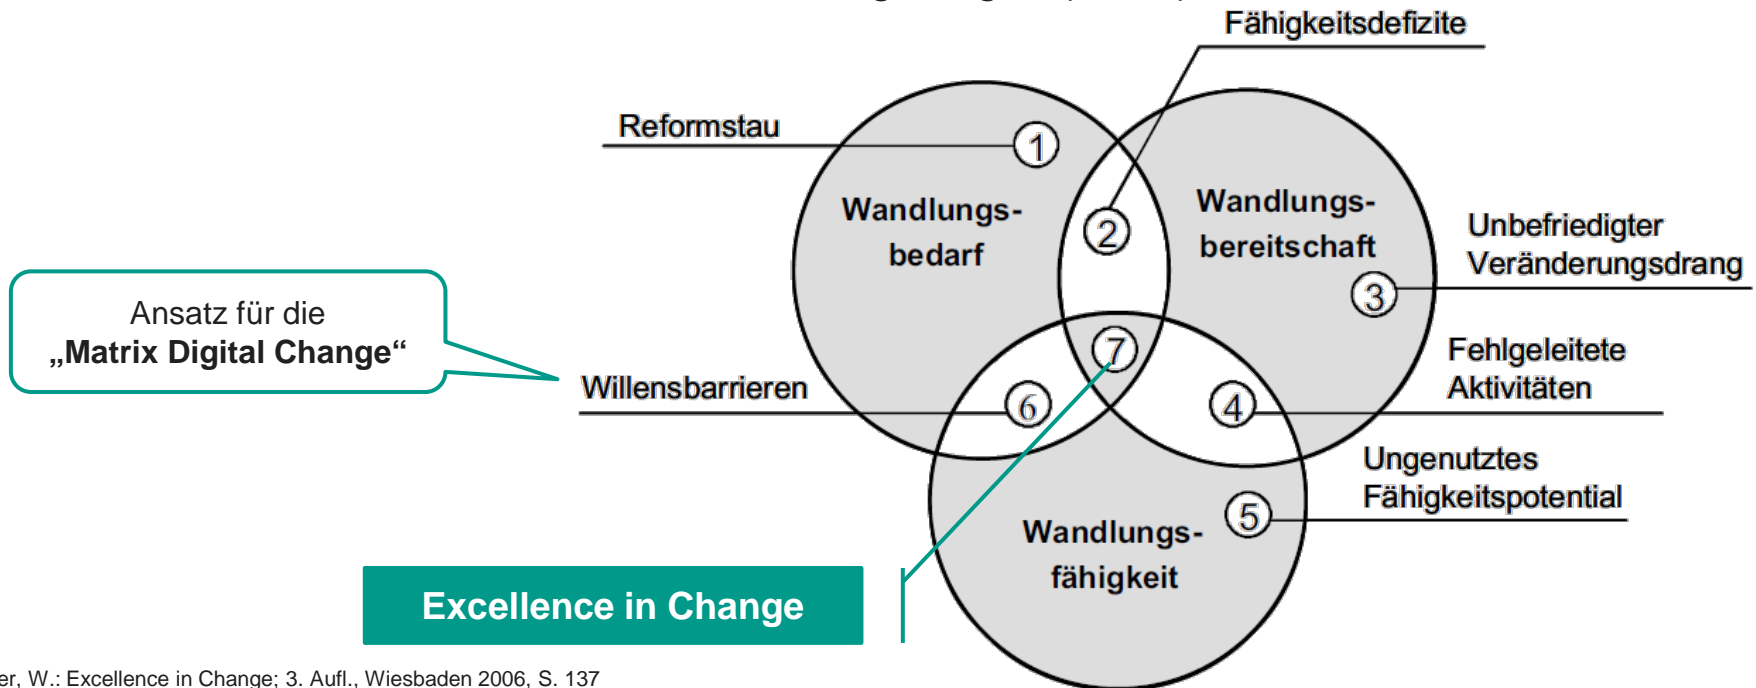 Fähigkeitsdefizite
Reformstau
1
Wandlungs-
bedarf
2
Wandlungs-
bereitschaft
3
Unbefriedigter
Veränderungsdrang
Ansatz für die
„Matrix Digital Change“
Willensbarrieren
6
7
4
Fehlgeleitete
Aktivitäten
Ungenutztes
Fähigkeitspotential
5
Wandlungs-
fähigkeit
Excellence in Change
W.: Excellence in Change; 3. Aufl., Wiesbaden 2006, S. 137